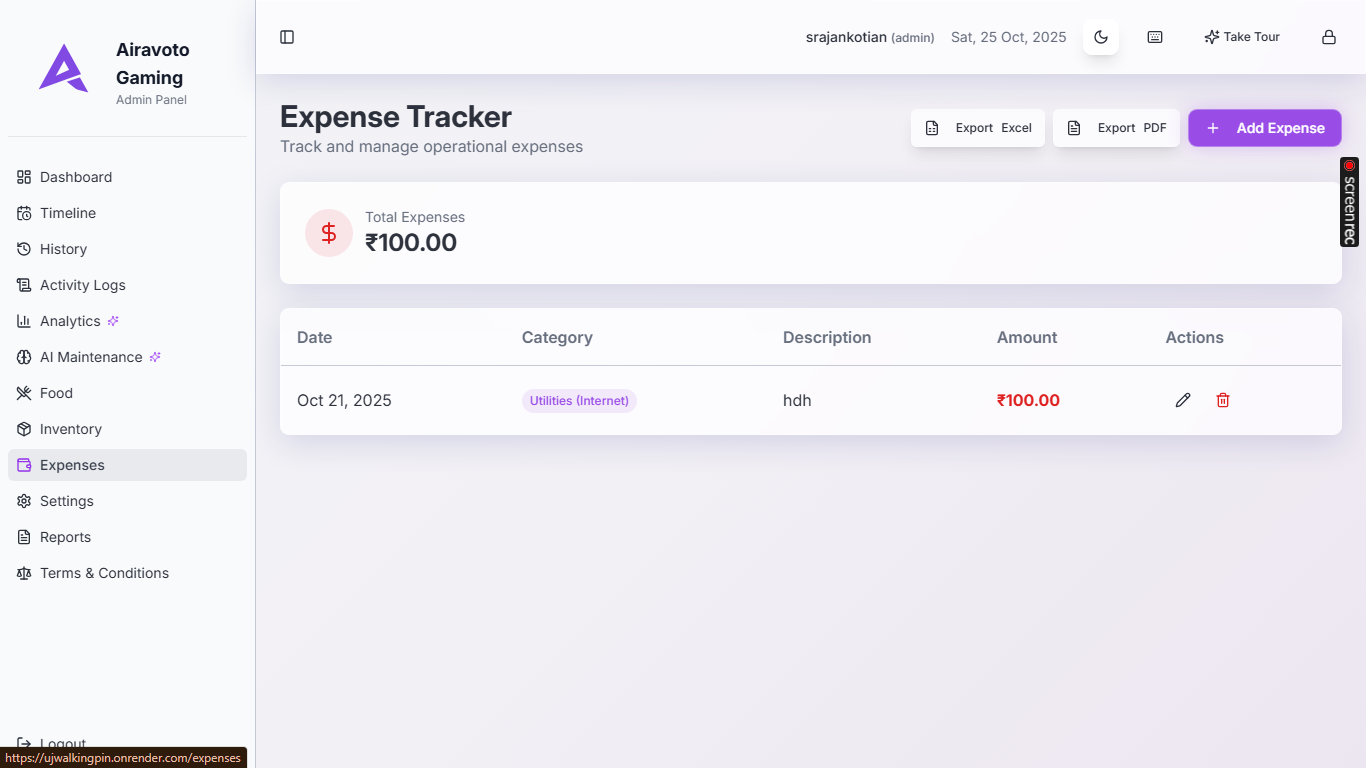 Airavoto
Gaming
Admin Panel
Dashboard
Timeline
History
Activity Logs
Analytics
AI Maintenance
Food
Inventory
Expenses
Settings
Reports
Terms & Conditions
Logout
https://ujwalkingpin.onrender.com/expenses
srajankotian (admin) Sat, 25 Oct, 2025 Take Tour
Expense Tracker
Track and manage operational expenses
Export Excel Export PDF Add Expense
Total Expenses
₹100.00
Date Category Description Amount Actions
Oct 21, 2025 Utilities (Internet) hdh ₹100.00
screenrec